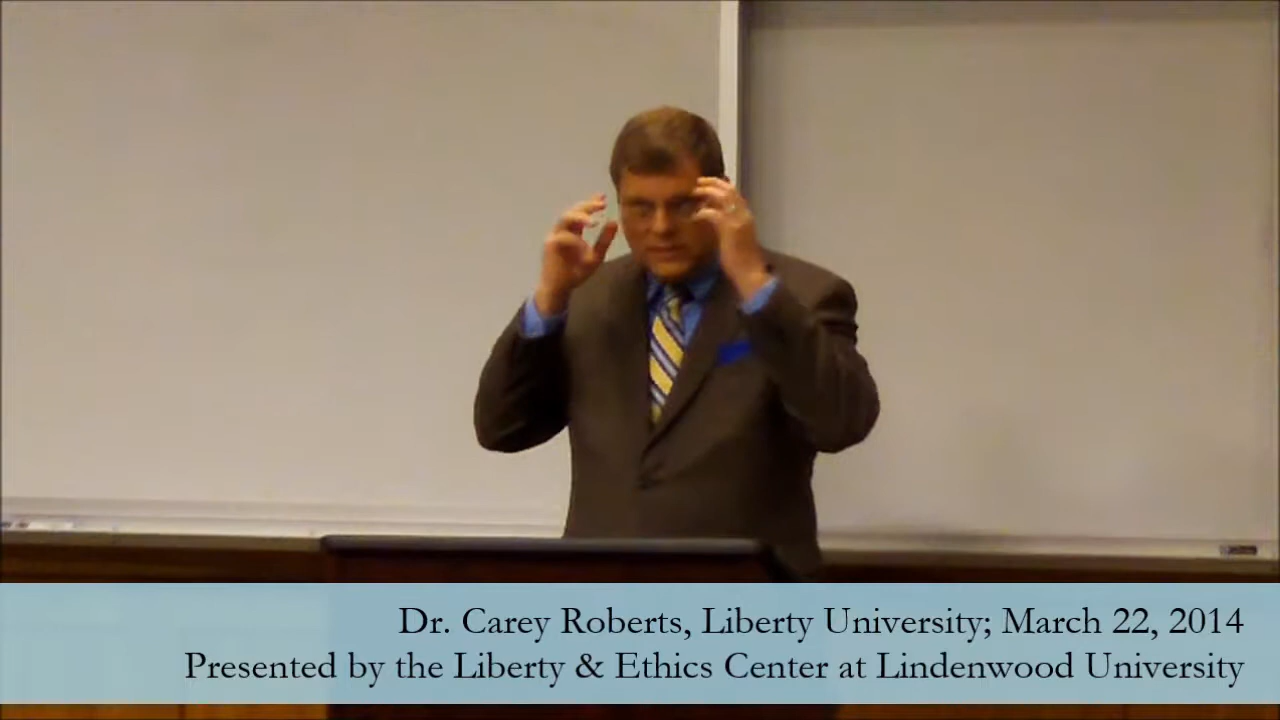 Dr. Carey Roberts, Liberty University; March 22, 2014
Presented by the Liberty & Ethics Center at Lindenwood University